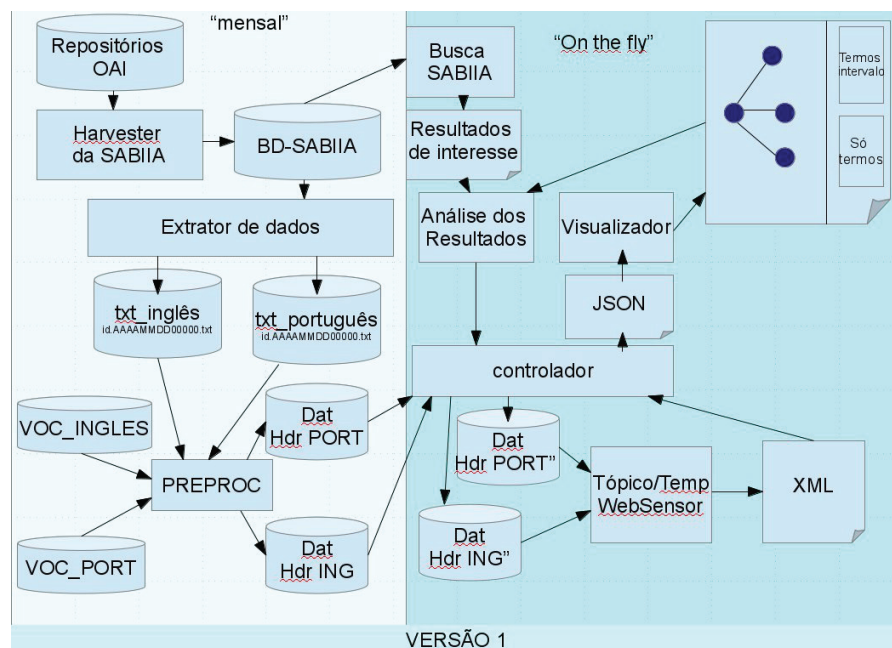 “mensal”
Repositórios
OAI
Harvester
da SABIIA
BD-SABIIA
Extrator de dados
txt_inglês
id.AAAAMMDD00000.txt
txt_português
id.AAAAMMDD00000.txt
VOC_INGLES
Dat
Hdr PORT
PREPROC
VOC_PORT
Dat
Hdr ING
“On the fly”
Busca
SABIIA
Resultados
de interesse
Análise dos
Resultados
Visualizador
Termos
intervalo
Só
termos
JSON
controlador
Dat
Hdr PORT”
Dat
Hdr ING”
Tópico/Temp
WebSensor
XML
VERSÃO 1